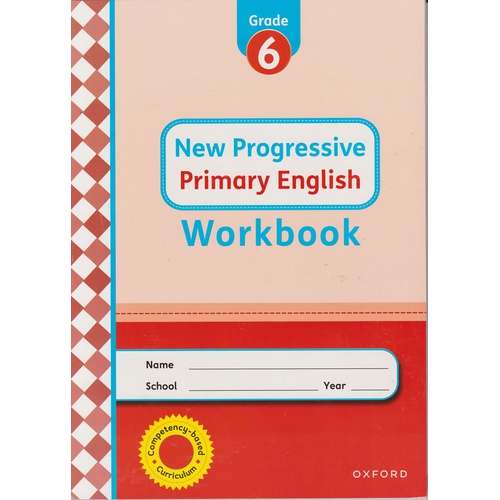 Grade
6
New Progressive
Primary English
Workbook
Name
School Year
Competency-based
Curriculum
OXFORD